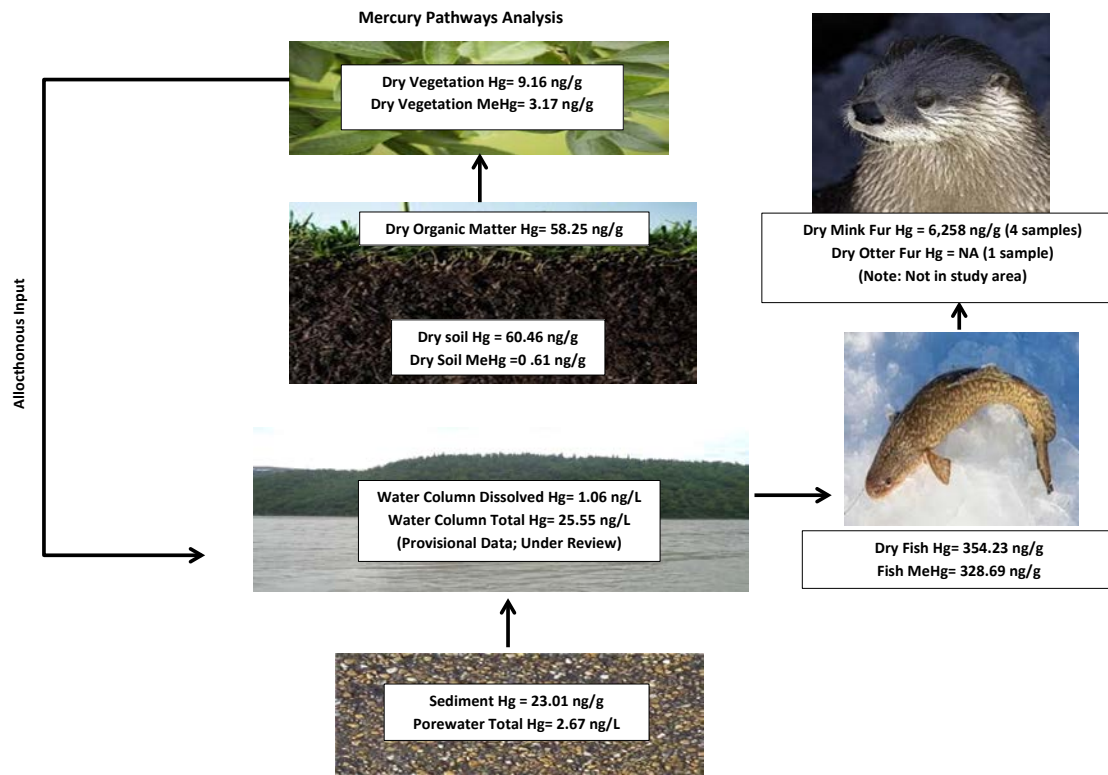 Mercury Pathways Analysis
Dry Vegetation Hg= 9.16 ng/g
Dry Vegetation MeHg= 3.17 ng/g
Dry Organic Matter Hg= 58.25 ng/g
Dry soil Hg = 60.46 ng/g
Dry Soil MeHg =0 .61 ng/g
Allocthonous Input
Water Column Dissolved Hg= 1.06 ng/L
Water Column Total Hg= 25.55 ng/L
(Provisional Data; Under Review)
Sediment Hg = 23.01 ng/g
Porewater Total Hg= 2.67 ng/L
Dry Mink Fur Hg = 6,258 ng/g (4 samples)
Dry Otter Fur Hg = NA (1 sample)
(Note: Not in study area)
Dry Fish Hg= 354.23 ng/g
Fish MeHg= 328.69 ng/g